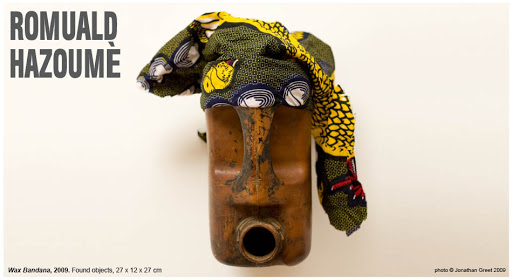 ROMUALD
HAZOUMÈ
Wax Bandana, 2009. Found objects, 27 x 12 x 27 cm
photo © Jonathan Greet 2009